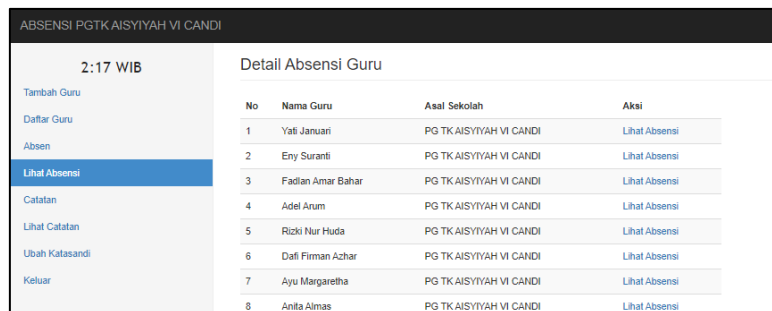 ABSENSI PGTK AISYIYAH VI CANDI
2:17 WIB
Tambah Guru
Daftar Guru
Absen
Lihat Absensi
Catatan
Lihat Catatan
Ubah Katasandi
Keluar
Detail Absensi Guru
No Nama Guru Asal Sekolah Aksi
1 Yati Januari PG TK AISYIYAH VI CANDI Lihat Absensi
2 Eny Suranti PG TK AISYIYAH VI CANDI Lihat Absensi
3 Fadlan Amar Bahar PG TK AISYIYAH VI CANDI Lihat Absensi
4 Adel Arum PG TK AISYIYAH VI CANDI Lihat Absensi
5 Rizki Nur Huda PG TK AISYIYAH VI CANDI Lihat Absensi
6 Dafi Firman Azhar PG TK AISYIYAH VI CANDI Lihat Absensi
7 Ayu Margaretha PG TK AISYIYAH VI CANDI Lihat Absensi
8 Anita Almas PG TK AISYIYAH VI CANDI Lihat Absensi